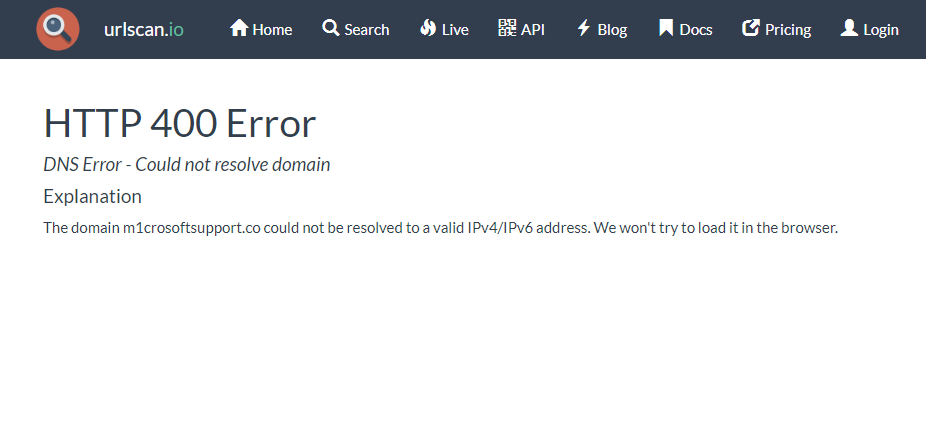 urlscan.io Home Search Live API Blog Docs Pricing Login
HTTP 400 Error
DNS Error - Could not resolve domain
Explanation
The domain m1crosoftsupport.co could not be resolved to a valid IPv4/IPv6 address. We won't try to load it in the browser.